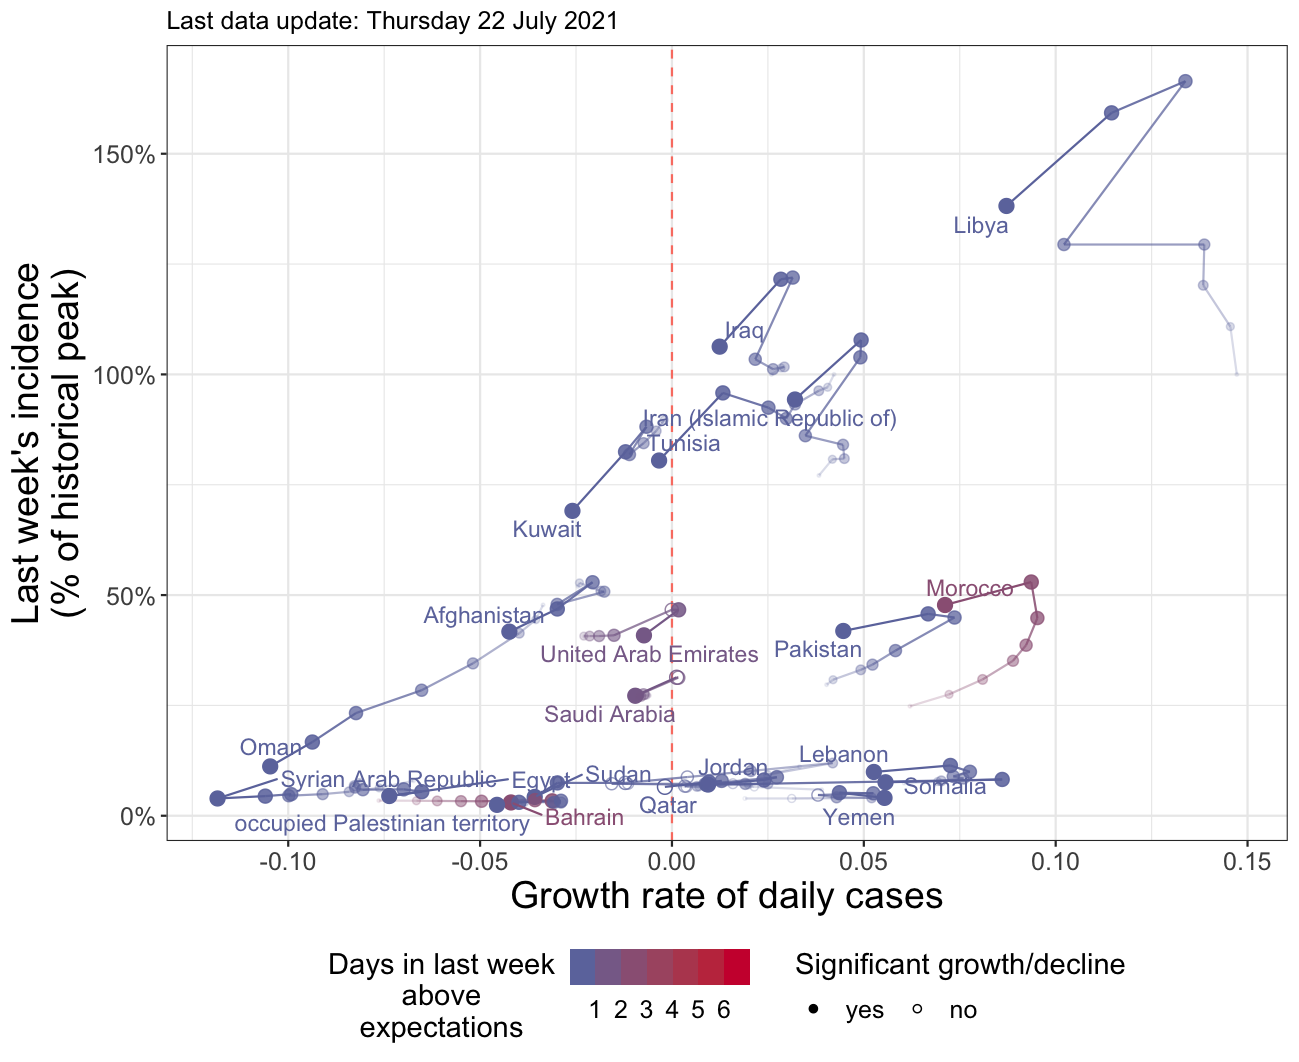 Last data update: Thursday 22 July 2021
Last week's incidence
(% of historical peak)
150%
100%
50%
0%
Libya
Iraq
Iran (Islamic Republic of)
Tunisia
Kuwait
Morocco
Afghanistan
Pakistan
United Arab Emirates
Saudi Arabia
Oman
Lebanon
Jordan
Syrian Arab Republic
Egypt
Sudan
Somalia
Qatar
occupied Palestinian territory
Bahrain
Yemen
-0.10
-0.05
0.00
0.05
0.10
0.15
Growth rate of daily cases
Days in last week
above
expectations
1 2 3 4 5 6
Significant growth/decline
yes
no